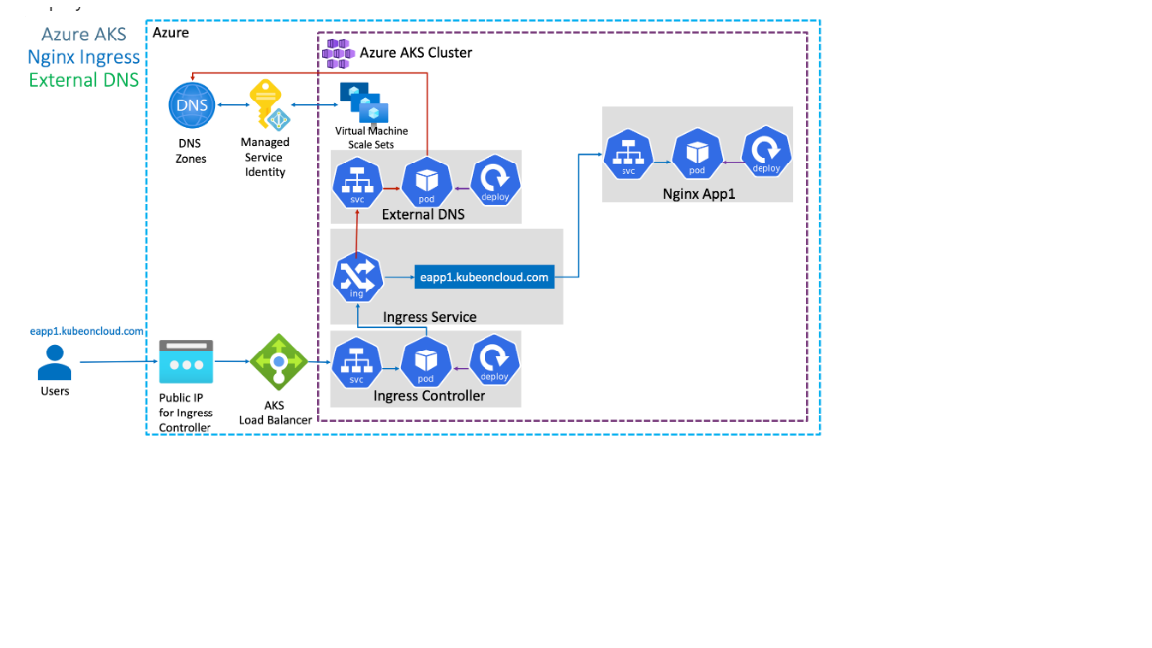 Azure AKS
Nginx Ingress
External DNS
Azure
Azure AKS Cluster
DNS
DNS
Zones
Managed
Service
Identity
Virtual Machine
Scale Sets
svc
pod
deploy
External DNS
svc
pod
deploy
Nginx App1
ing
eapp1.kubeoncloud.com
Ingress Service
eapp1.kubeoncloud.com
Users
Public IP
for Ingress
Controller
AKS
Load Balancer
svc
pod
deploy
Ingress Controller